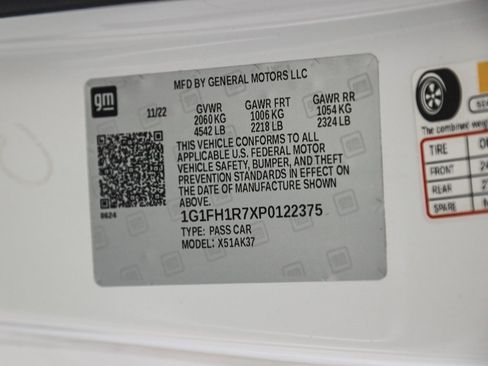 gm
MFD BY GENERAL MOTORS LLC
11/22 GVWR GAWR FRT GAWR RR
2060 KG 1006 KG 1054 KG
4542 LB 2218 LB 2324 LB
THIS VEHICLE CONFORMS TO ALL
APPLICABLE U.S. FEDERAL MOTOR
VEHICLE SAFETY, BUMPER, AND THEFT
PREVENTION STANDARDS IN EFFECT ON
THE DATE OF MANUFACTURE SHOWN
ABOVE.
0624
1G1FH1R7XP0122375
TYPE: PASS CAR
MODEL: X51AK37
The combined
TIRE
FRONT
REAR
SPARE